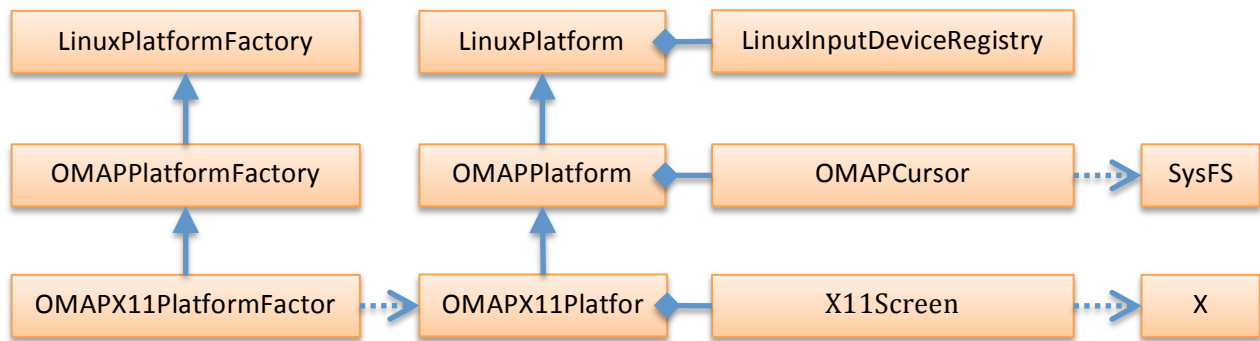 LinuxPlatformFactory
LinuxPlatform
LinuxInputDeviceRegistry
OMAPPlatformFactory
OMAPPlatform
OMAPCursor
SysFS
OMAPX11PlatformFactor
OMAPX11Platfor
X11Screen
X